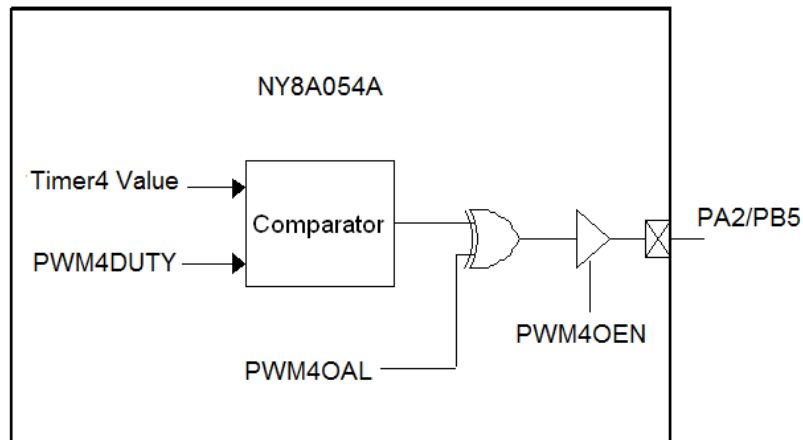 NY8A054A
Timer4 Value
Comparator
PWM4DUTY
PA2/PB5
PWM4OEN
PWM4OAL